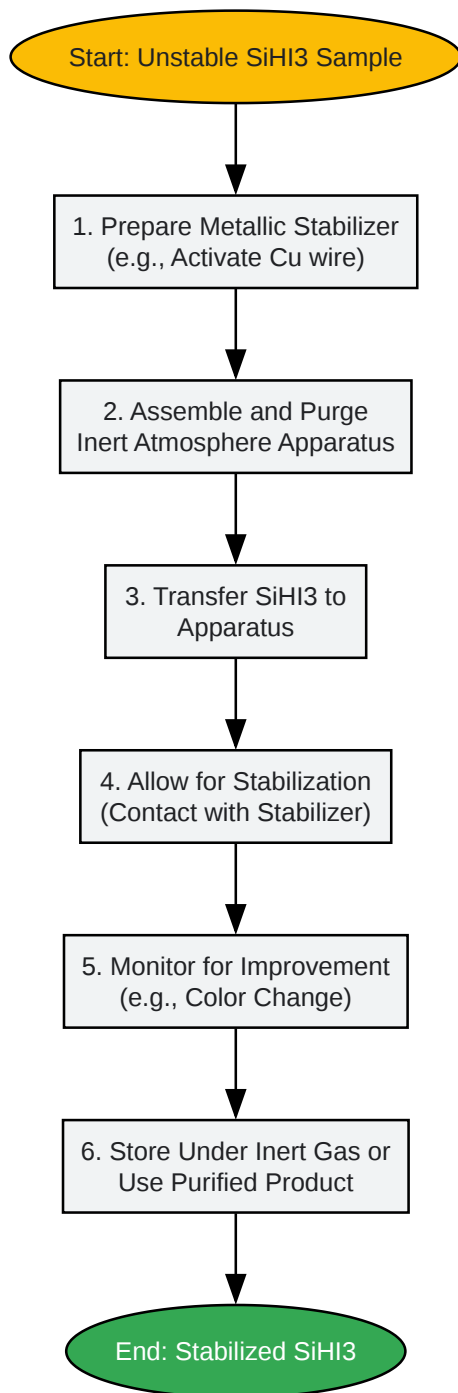 Start: Unstable SiHI3 Sample
1. Prepare Metallic Stabilizer
(e.g., Activate Cu wire)
2. Assemble and Purge
Inert Atmosphere Apparatus
3. Transfer SiHI3 to
Apparatus
4. Allow for Stabilization
(Contact with Stabilizer)
5. Monitor for Improvement
(e.g., Color Change)
6. Store Under Inert Gas or
Use Purified Product
End: Stabilized SiHI3